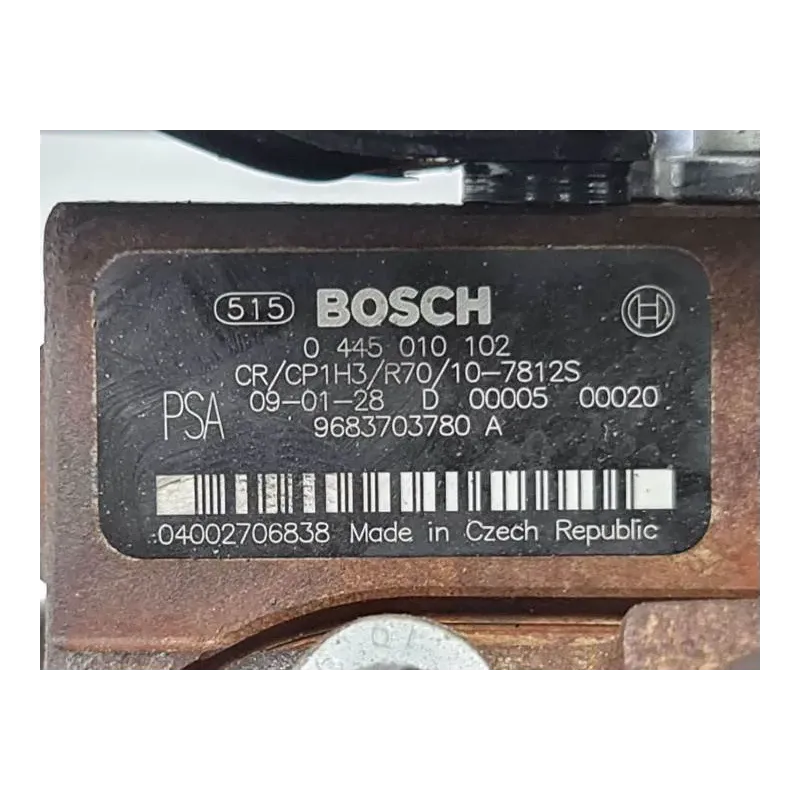 515 BOSCH
0 445 010 102
CR/CP1H3/R70/10-7812S
09-01-28 D 00005 00020
PSA 9683703780 A
04002706838 Made in Czech Republic